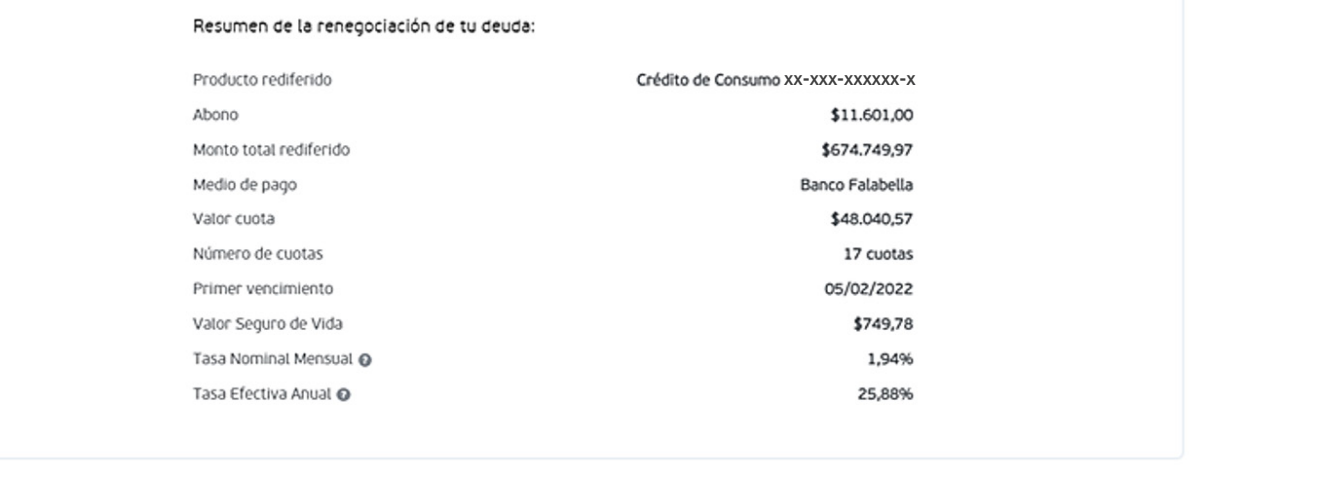 Resumen de la renegociación de tu deuda:
Producto rediferido Crédito de Consumo xx-xxx-xxxxxx-x
Abono $11.601,00
Monto total rediferido $674.749,97
Medio de pago Banco Falabella
Valor cuota $48.040,57
Número de cuotas 17 cuotas
Primer vencimiento 05/02/2022
Valor Seguro de Vida $749,78
Tasa Nominal Mensual ? 1,94%
Tasa Efectiva Anual ? 25,88%